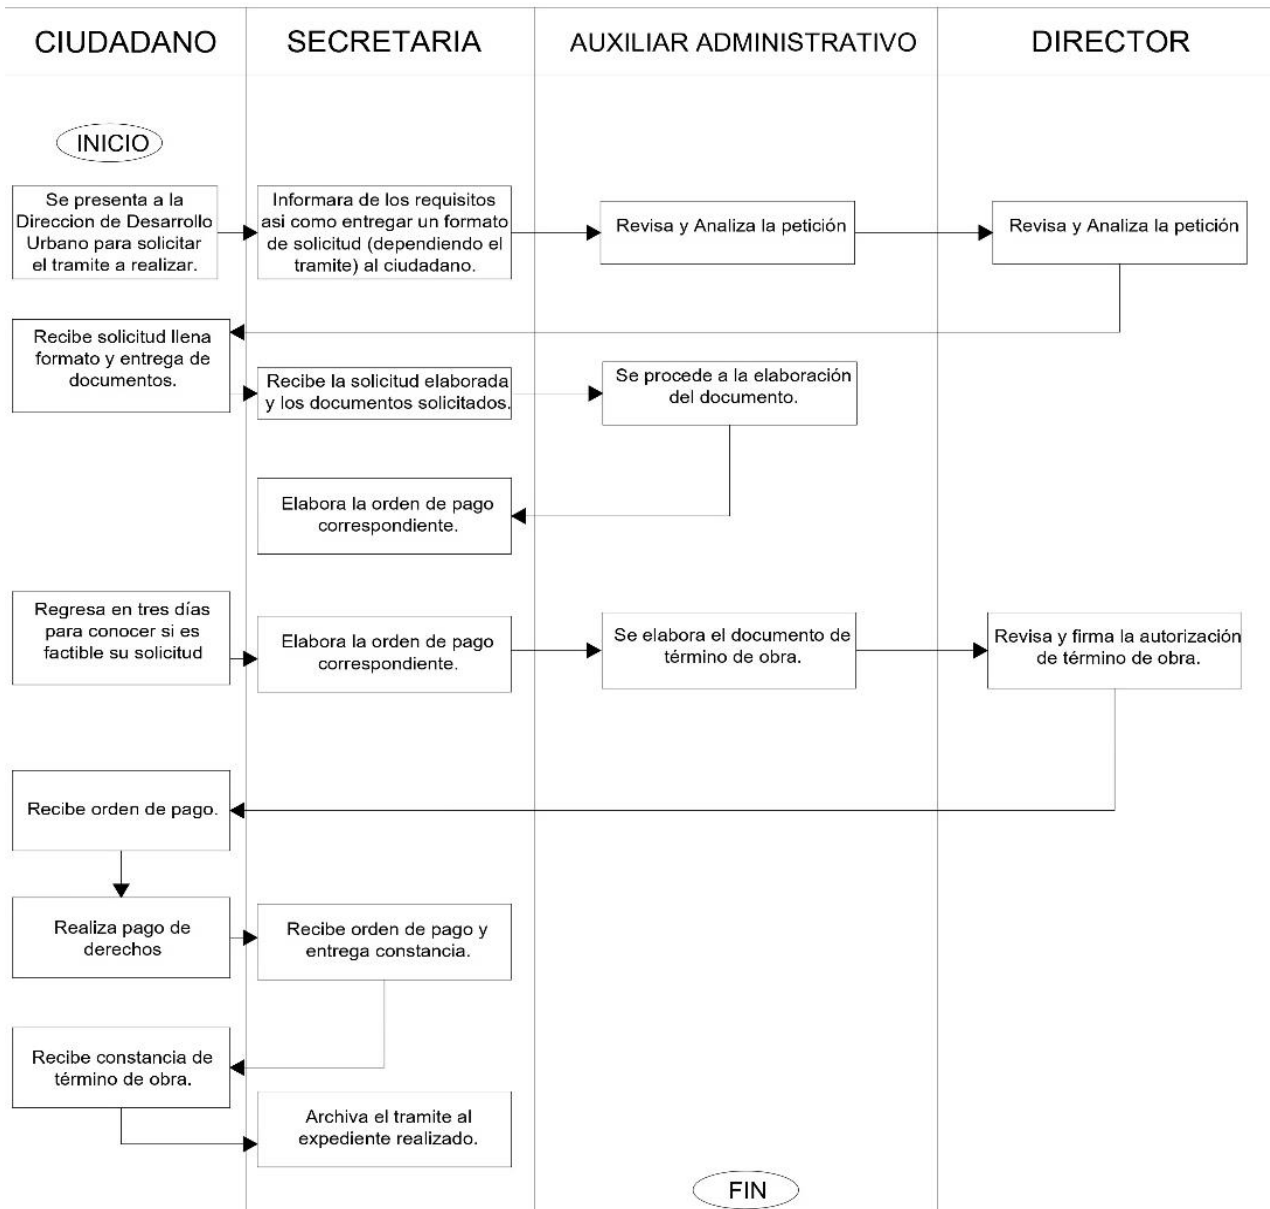 CIUDADANO
SECRETARIA
AUXILIAR ADMINISTRATIVO
DIRECTOR
INICIO
Se presenta a la
Direccion de Desarrollo
Urbano para solicitar
el tramite a realizar.
Informara de los requisitos
asi como entregar un formato
de solicitud (dependiendo el
tramite) al ciudadano.
Revisa y Analiza la petición
Revisa y Analiza la petición
Recibe solicitud llena
formato y entrega de
documentos.
Recibe la solicitud elaborada
y los documentos solicitados.
Se procede a la elaboración
del documento.
Elabora la orden de pago
correspondiente.
Regresa en tres días
para conocer si es
factible su solicitud
Elabora la orden de pago
correspondiente.
Se elabora el documento de
término de obra.
Revisa y firma la autorización
de término de obra.
Recibe orden de pago.
Realiza pago de
derechos
Recibe orden de pago y
entrega constancia.
Recibe constancia de
término de obra.
Archiva el tramite al
expediente realizado.
FIN